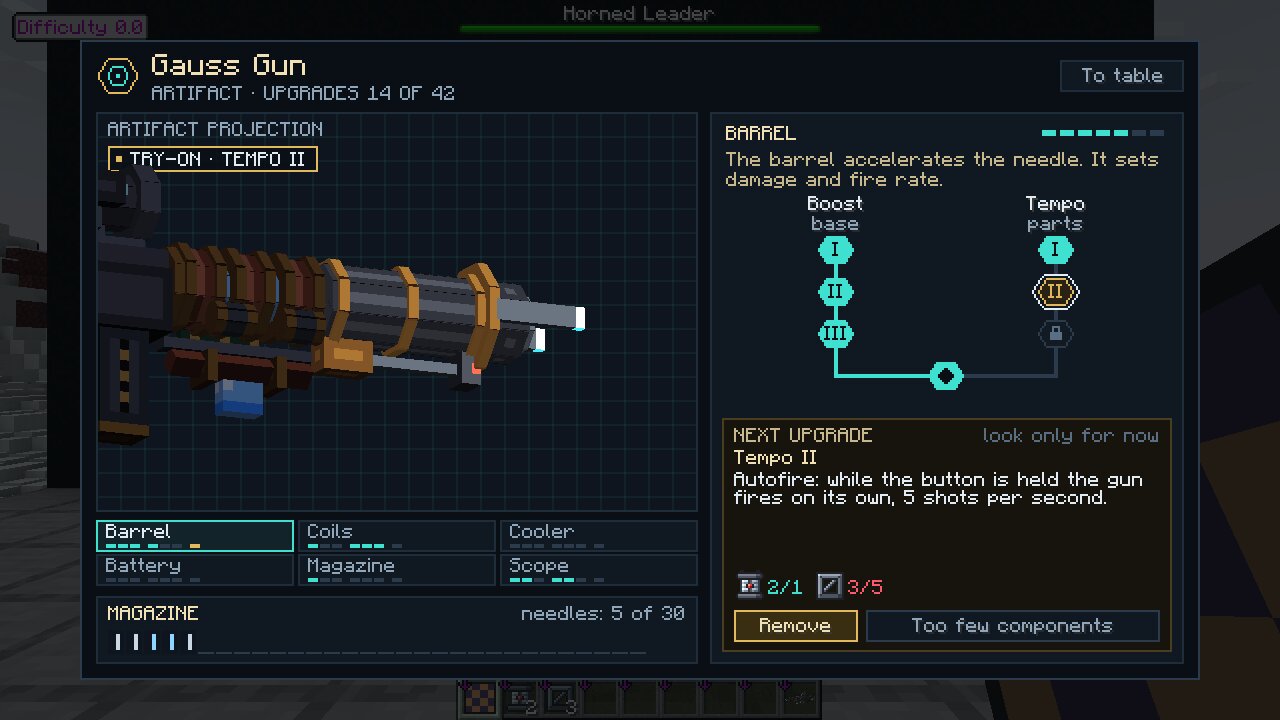 Horned Leader
Difficulty 0.0
Gauss Gun
ARTIFACT · UPGRADES 14 OF 42
To table
ARTIFACT PROJECTION
TRY-ON · TEMPO II
BARREL
The barrel accelerates the needle. It sets
damage and fire rate.
Boost
base
Tempo
parts
I
I
II
II
III
NEXT UPGRADE
look only for now
Tempo II
Autofire: while the button is held the gun
fires on its own, 5 shots per second.
2/1
3/5
Remove
Too few components
Barrel
Coils
Cooler
Battery
Magazine
Scope
MAGAZINE
needles: 5 of 30
2
3